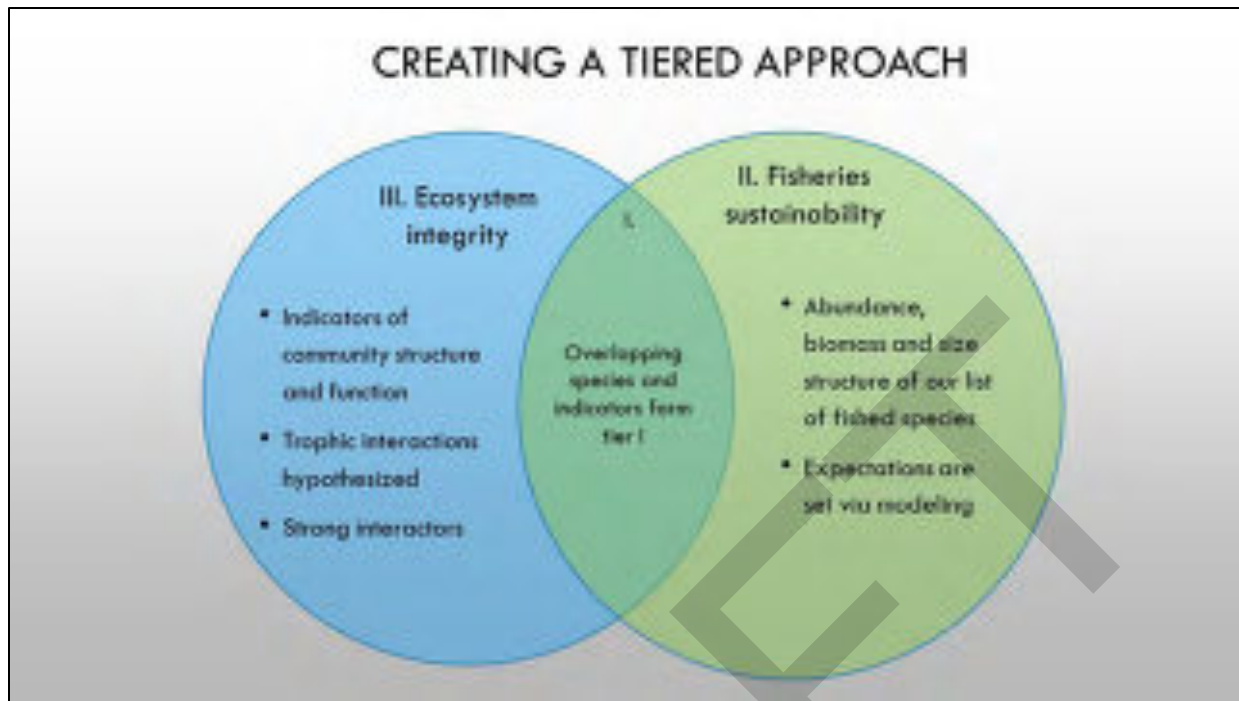 CREATING A TIERED APPROACH
III. Ecosystem
integrity
• Indicators of
community structure
and function
• Trophic interactions
hypothesized
• Strong interactors
I.
Overlapping
species and
indicators form
tier I
II. Fisheries
sustainability
• Abundance,
biomass and size
structure of our list
of fished species
• Expectations are
set via modeling